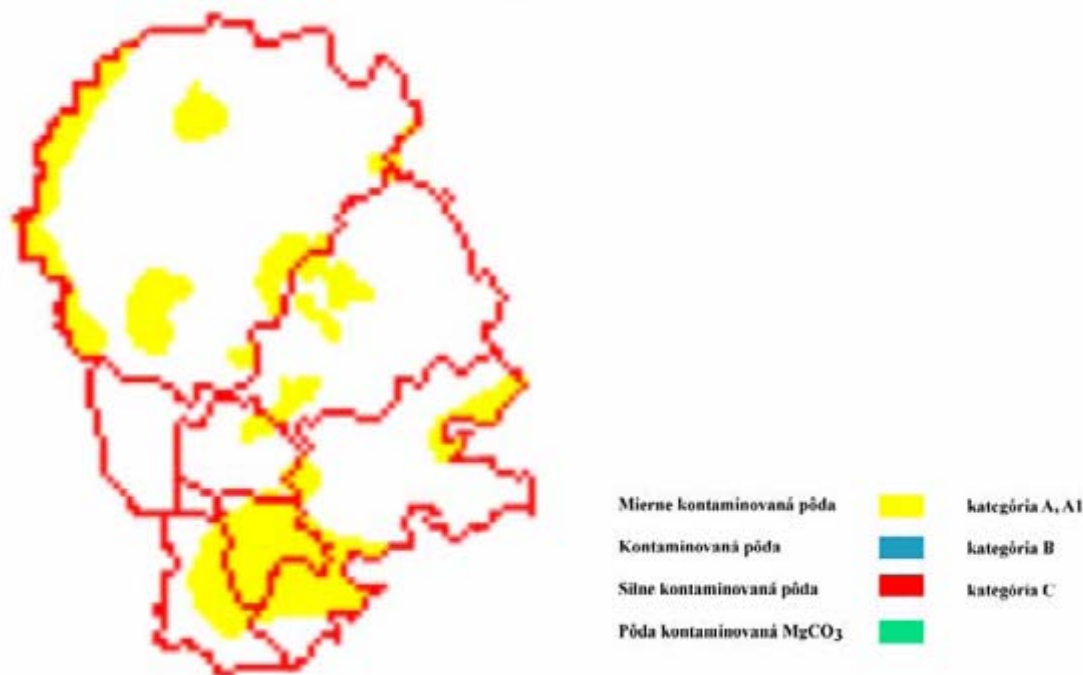 Mierne kontaminovaná pôda kategória A, A1
Kontaminovaná pôda kategória B
Silne kontaminovaná pôda kategória C
Pôda kontaminovaná MgCO3